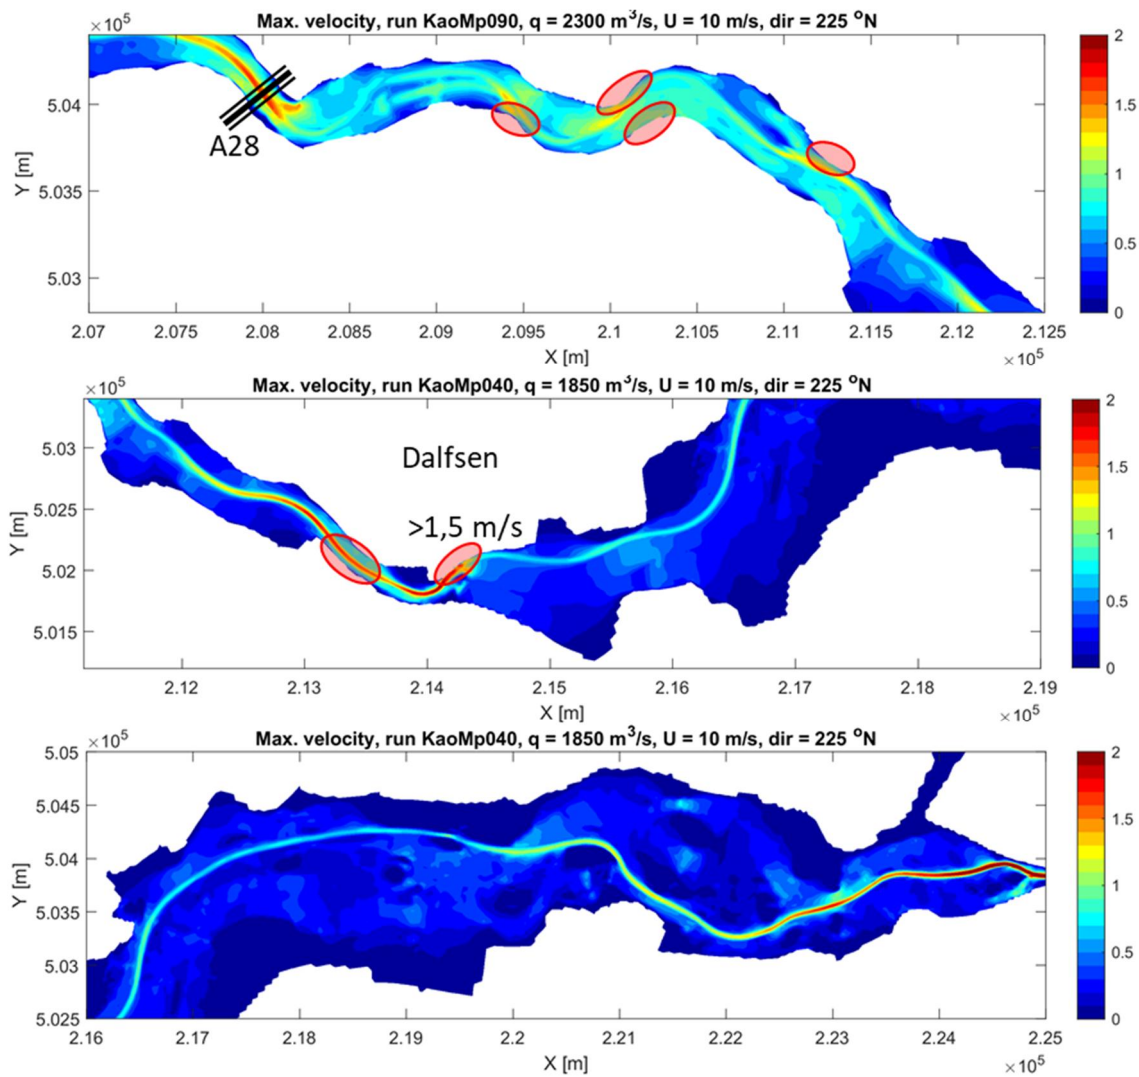 Max. velocity, run KaoMp090, q = 2300 m³/s, U = 10 m/s, dir = 225 °N
×10⁵
5.04
5.035
5.03
Y [m]
A28
2.07 2.075 2.08 2.085 2.09 2.095 2.1 2.105 2.11 2.115 2.12 2.125
X [m]
×10⁵
2
1.5
1
0.5
0
Max. velocity, run KaoMp040, q = 1850 m³/s, U = 10 m/s, dir = 225 °N
×10⁵
5.03
5.025
5.02
5.015
Y [m]
Dalfsen
>1,5 m/s
2.12 2.13 2.14 2.15 2.16 2.17 2.18 2.19
X [m]
×10⁵
2
1.5
1
0.5
0
Max. velocity, run KaoMp040, q = 1850 m³/s, U = 10 m/s, dir = 225 °N
×10⁵
5.05
5.045
5.04
5.035
5.03
5.025
Y [m]
2.16 2.17 2.18 2.19 2.2 2.21 2.22 2.23 2.24 2.25
X [m]
×10⁵
2
1.5
1
0.5
0